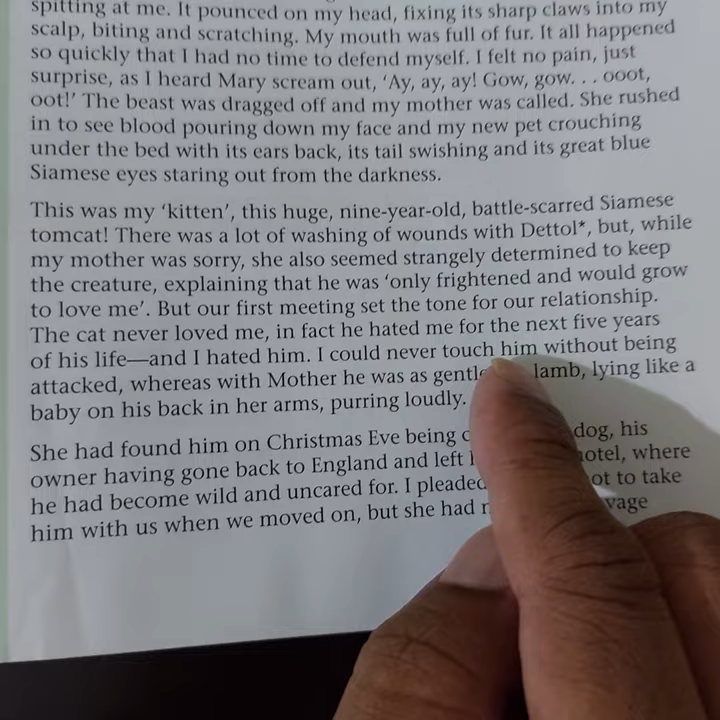 spitting at me. It pounced on my head, fixing its sharp claws into my
scalp, biting and scratching. My mouth was full of fur. It all happened
so quickly that I had no time to defend myself. I felt no pain, just
surprise, as I heard Mary scream out, ‘Ay, ay, ay! Gow, gow. . . ooot,
oot!’ The beast was dragged off and my mother was called. She rushed
in to see blood pouring down my face and my new pet crouching
under the bed with its ears back, its tail swishing and its great blue
Siamese eyes staring out from the darkness.
This was my ‘kitten’, this huge, nine-year-old, battle-scarred Siamese
tomcat! There was a lot of washing of wounds with Dettol*, but, while
my mother was sorry, she also seemed strangely determined to keep
the creature, explaining that he was ‘only frightened and would grow
to love me’. But our first meeting set the tone for our relationship.
The cat never loved me, in fact he hated me for the next five years
of his life—and I hated him. I could never touch him without being
attacked, whereas with Mother he was as lamb, lying like a
baby on his back in her arms, purring loudly.
She had found him on Christmas Eve being dog, his
owner having gone back to England and left where
he had become wild and uncared for. I pleaded to take
him with us when we moved on, but she had